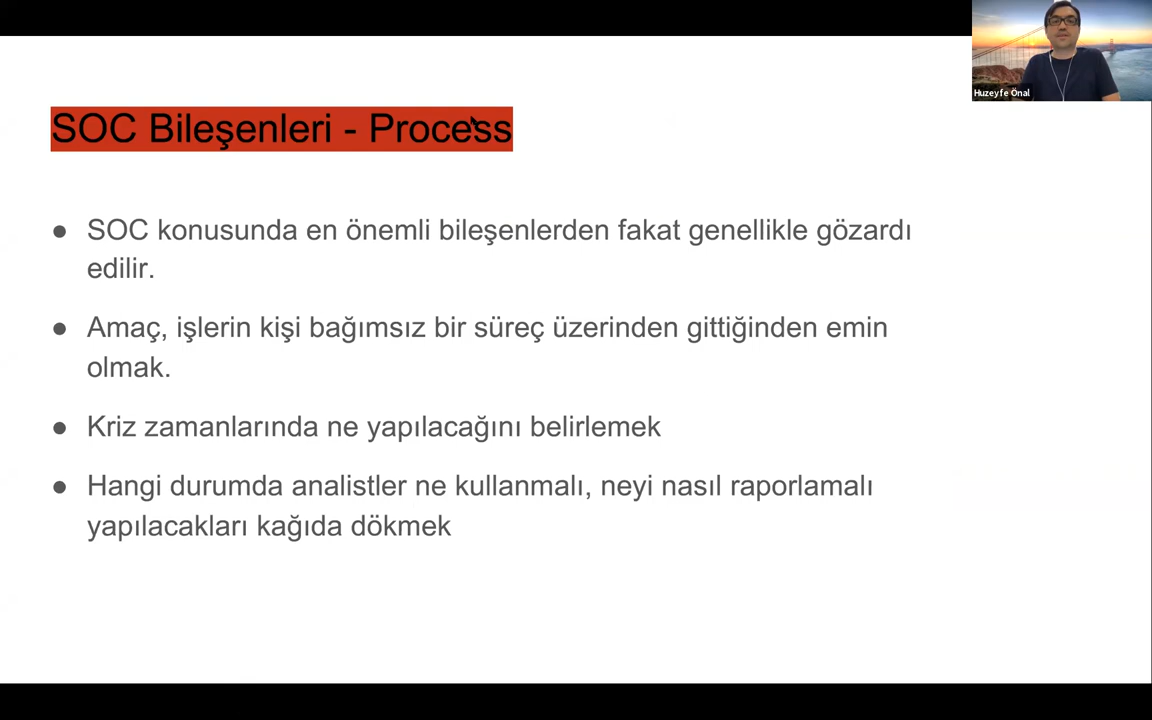 Huzeyfe Önal
SOC Bileşenleri - Process
● SOC konusunda en önemli bileşenlerden fakat genellikle gözardı
edilir.
● Amaç, işlerin kişi bağımsız bir süreç üzerinden gittiğinden emin
olmak.
● Kriz zamanlarında ne yapılacağını belirlemek
● Hangi durumda analistler ne kullanmalı, neyi nasıl raporlamalı
yapılacakları kağıda dökmek